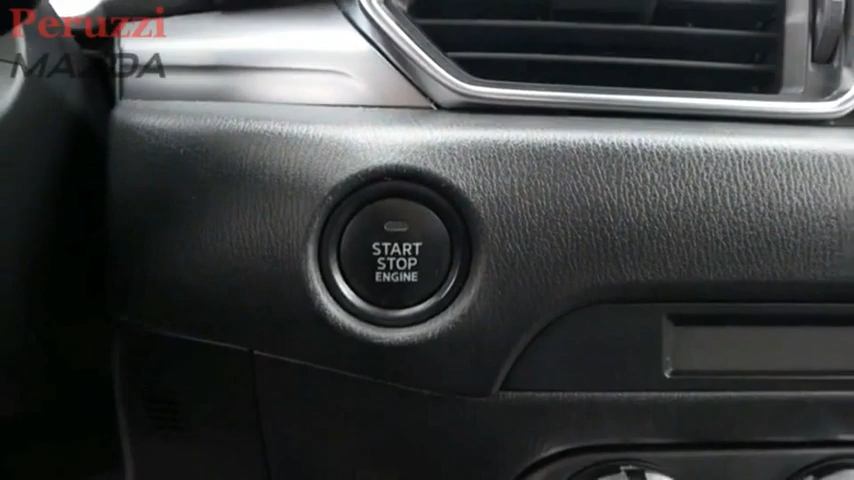 Peruzzi
MAZDA
START
STOP
ENGINE